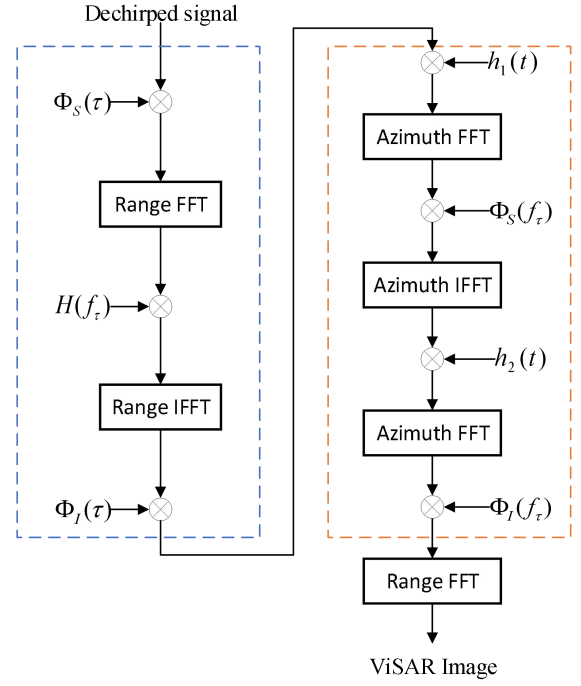 Dechirped signal
Φ_S(τ)
Range FFT
H(f_τ)
Range IFFT
Φ_I(τ)
h_1(t)
Azimuth FFT
Φ_S(f_τ)
Azimuth IFFT
h_2(t)
Azimuth FFT
Φ_I(f_τ)
Range FFT
ViSAR Image